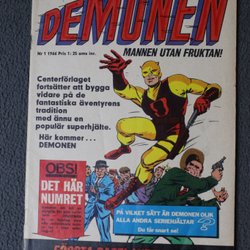 DEMONEN
Nr 1 1966 Pris 1: 25 oms inr.
MANNEN UTAN FRUKTAN!
Centerförlaget
fortsätter att bygga
vidare på de
fantastiska äventyrens
tradition
med ännu en
populär superhjälte.
Här kommer . . .
DEMONEN
OBS!
DET HÄR
NUMRET
PÅ VILKET SÄTT ÄR DEMONEN OLIK
ALLA ANDRA SERIEHJÄLTAR
Du får snart se!